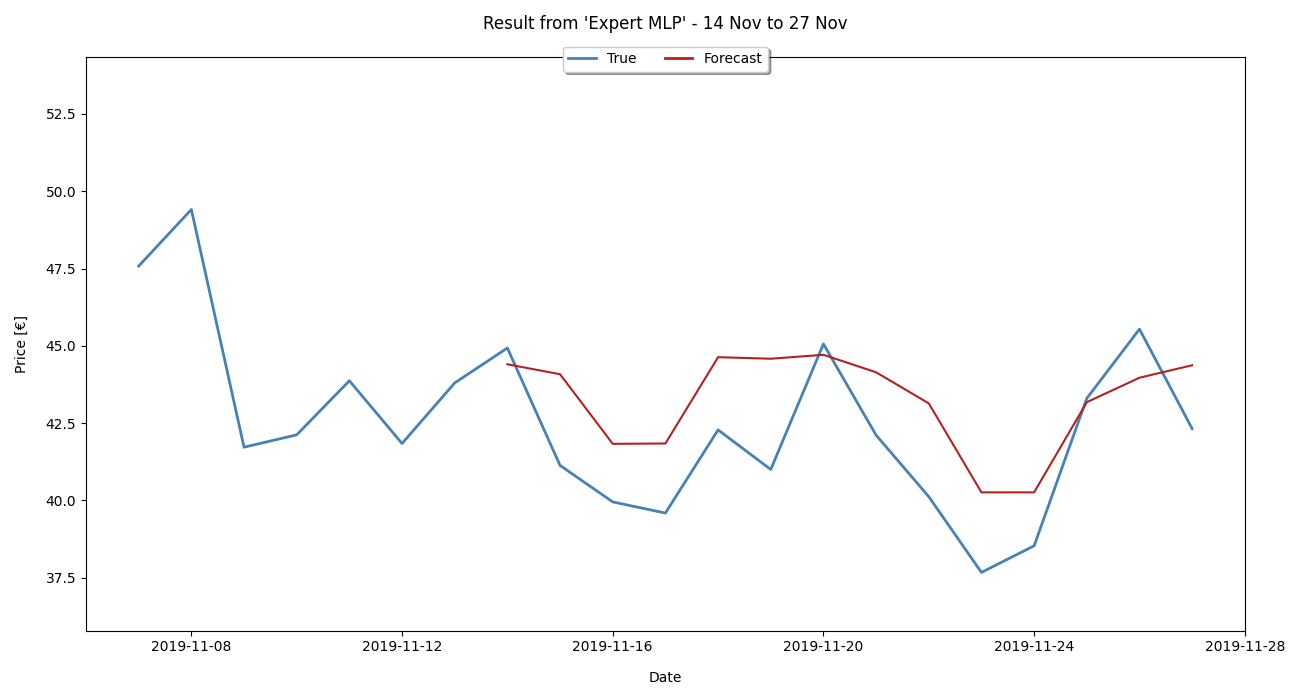 Result from 'Expert MLP' - 14 Nov to 27 Nov
True Forecast
52.5
50.0
47.5
45.0
42.5
40.0
37.5
Price [€]
2019-11-08 2019-11-12 2019-11-16 2019-11-20 2019-11-24 2019-11-28
Date